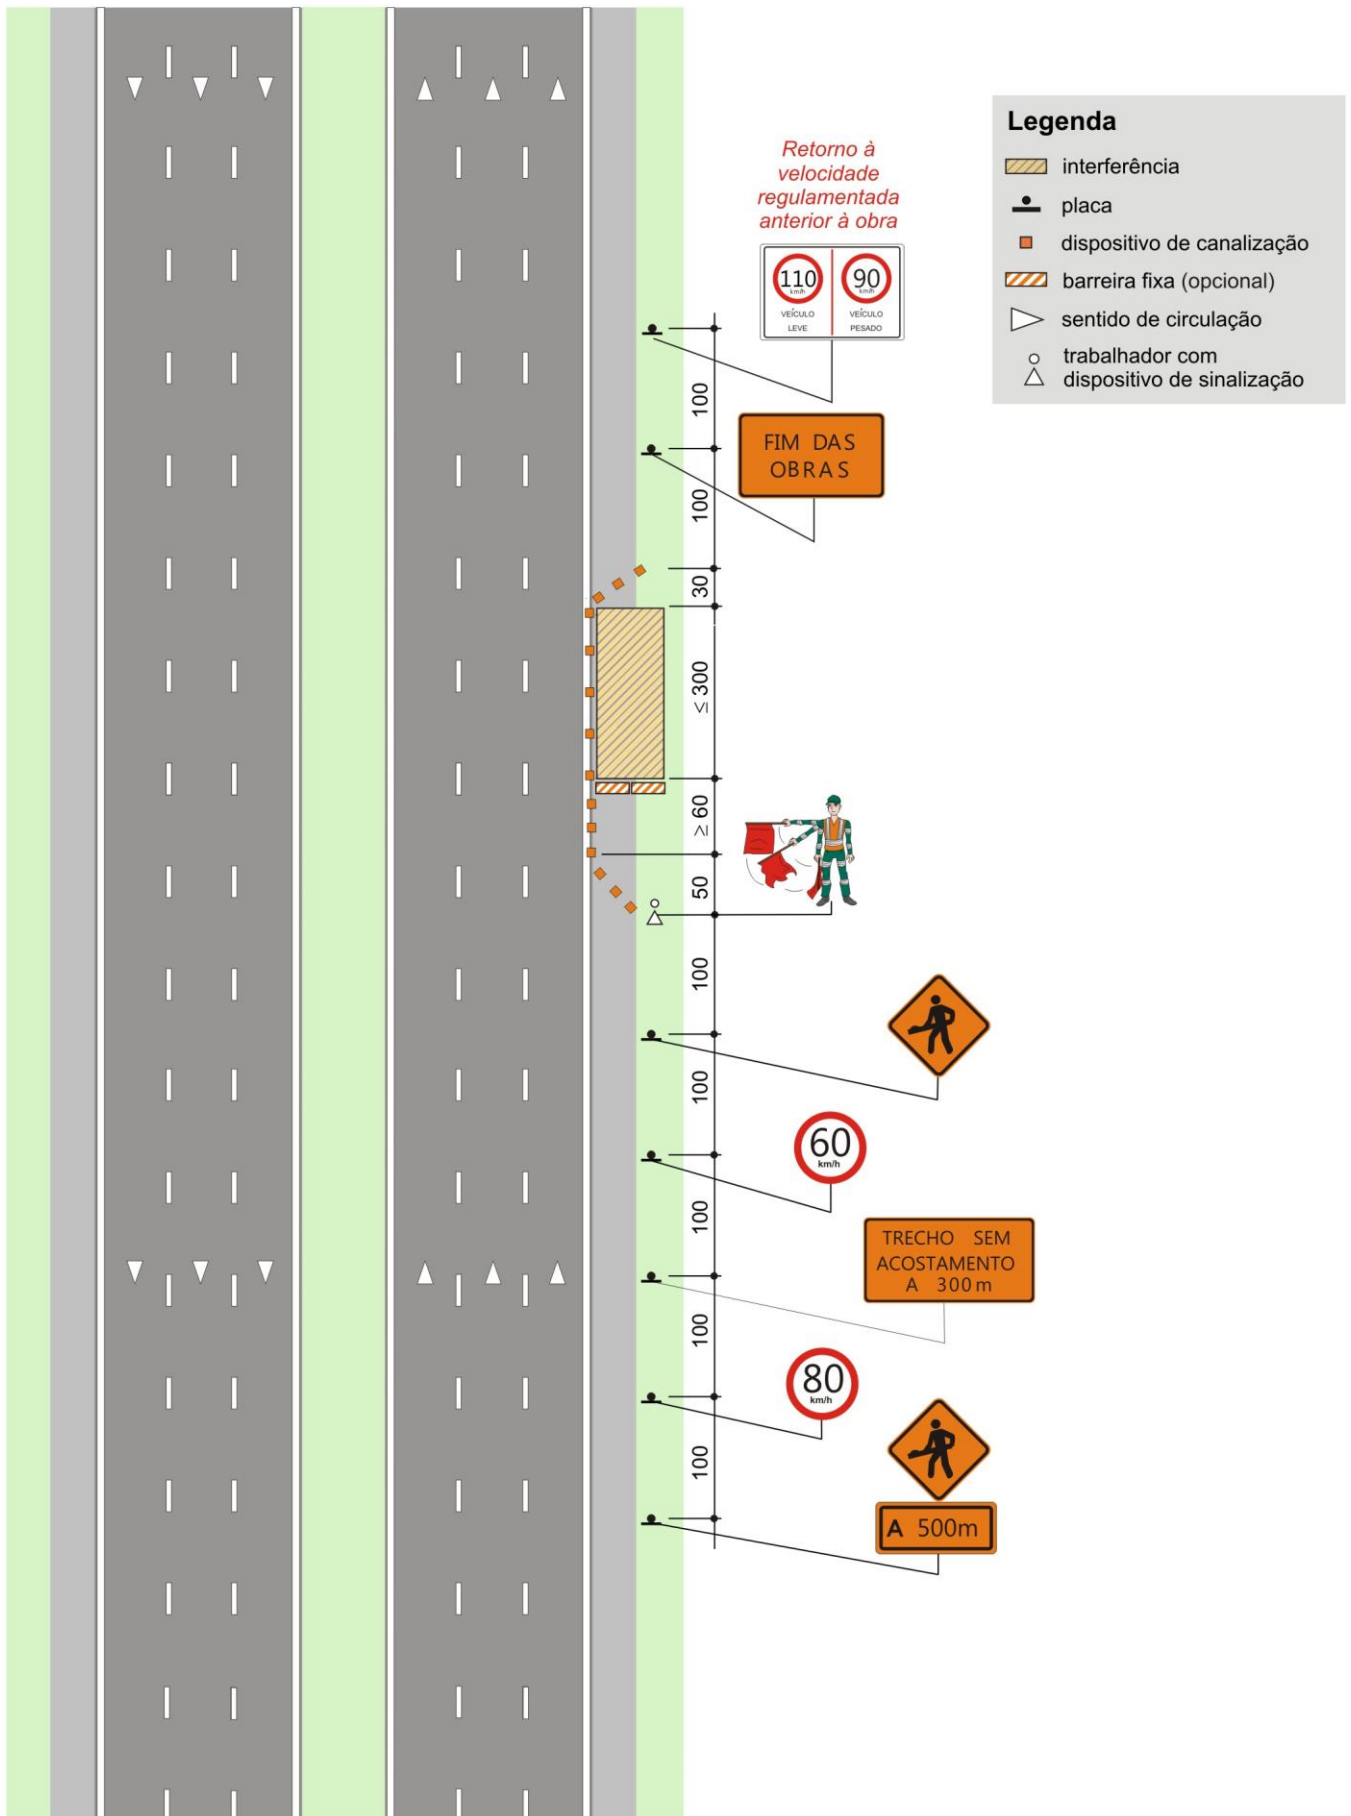 Legenda
interferência
placa
dispositivo de canalização
barreira fixa (opcional)
sentido de circulação
trabalhador com
dispositivo de sinalização
Retorno à
velocidade
regulamentada
anterior à obra
110
km/h
VEÍCULO
LEVE
90
km/h
VEÍCULO
PESADO
100
FIM DAS
OBRAS
100
30
≤ 300
≥ 60
50
100
100
60
km/h
100
TRECHO SEM
ACOSTAMENTO
A 300 m
100
80
km/h
100
A 500m